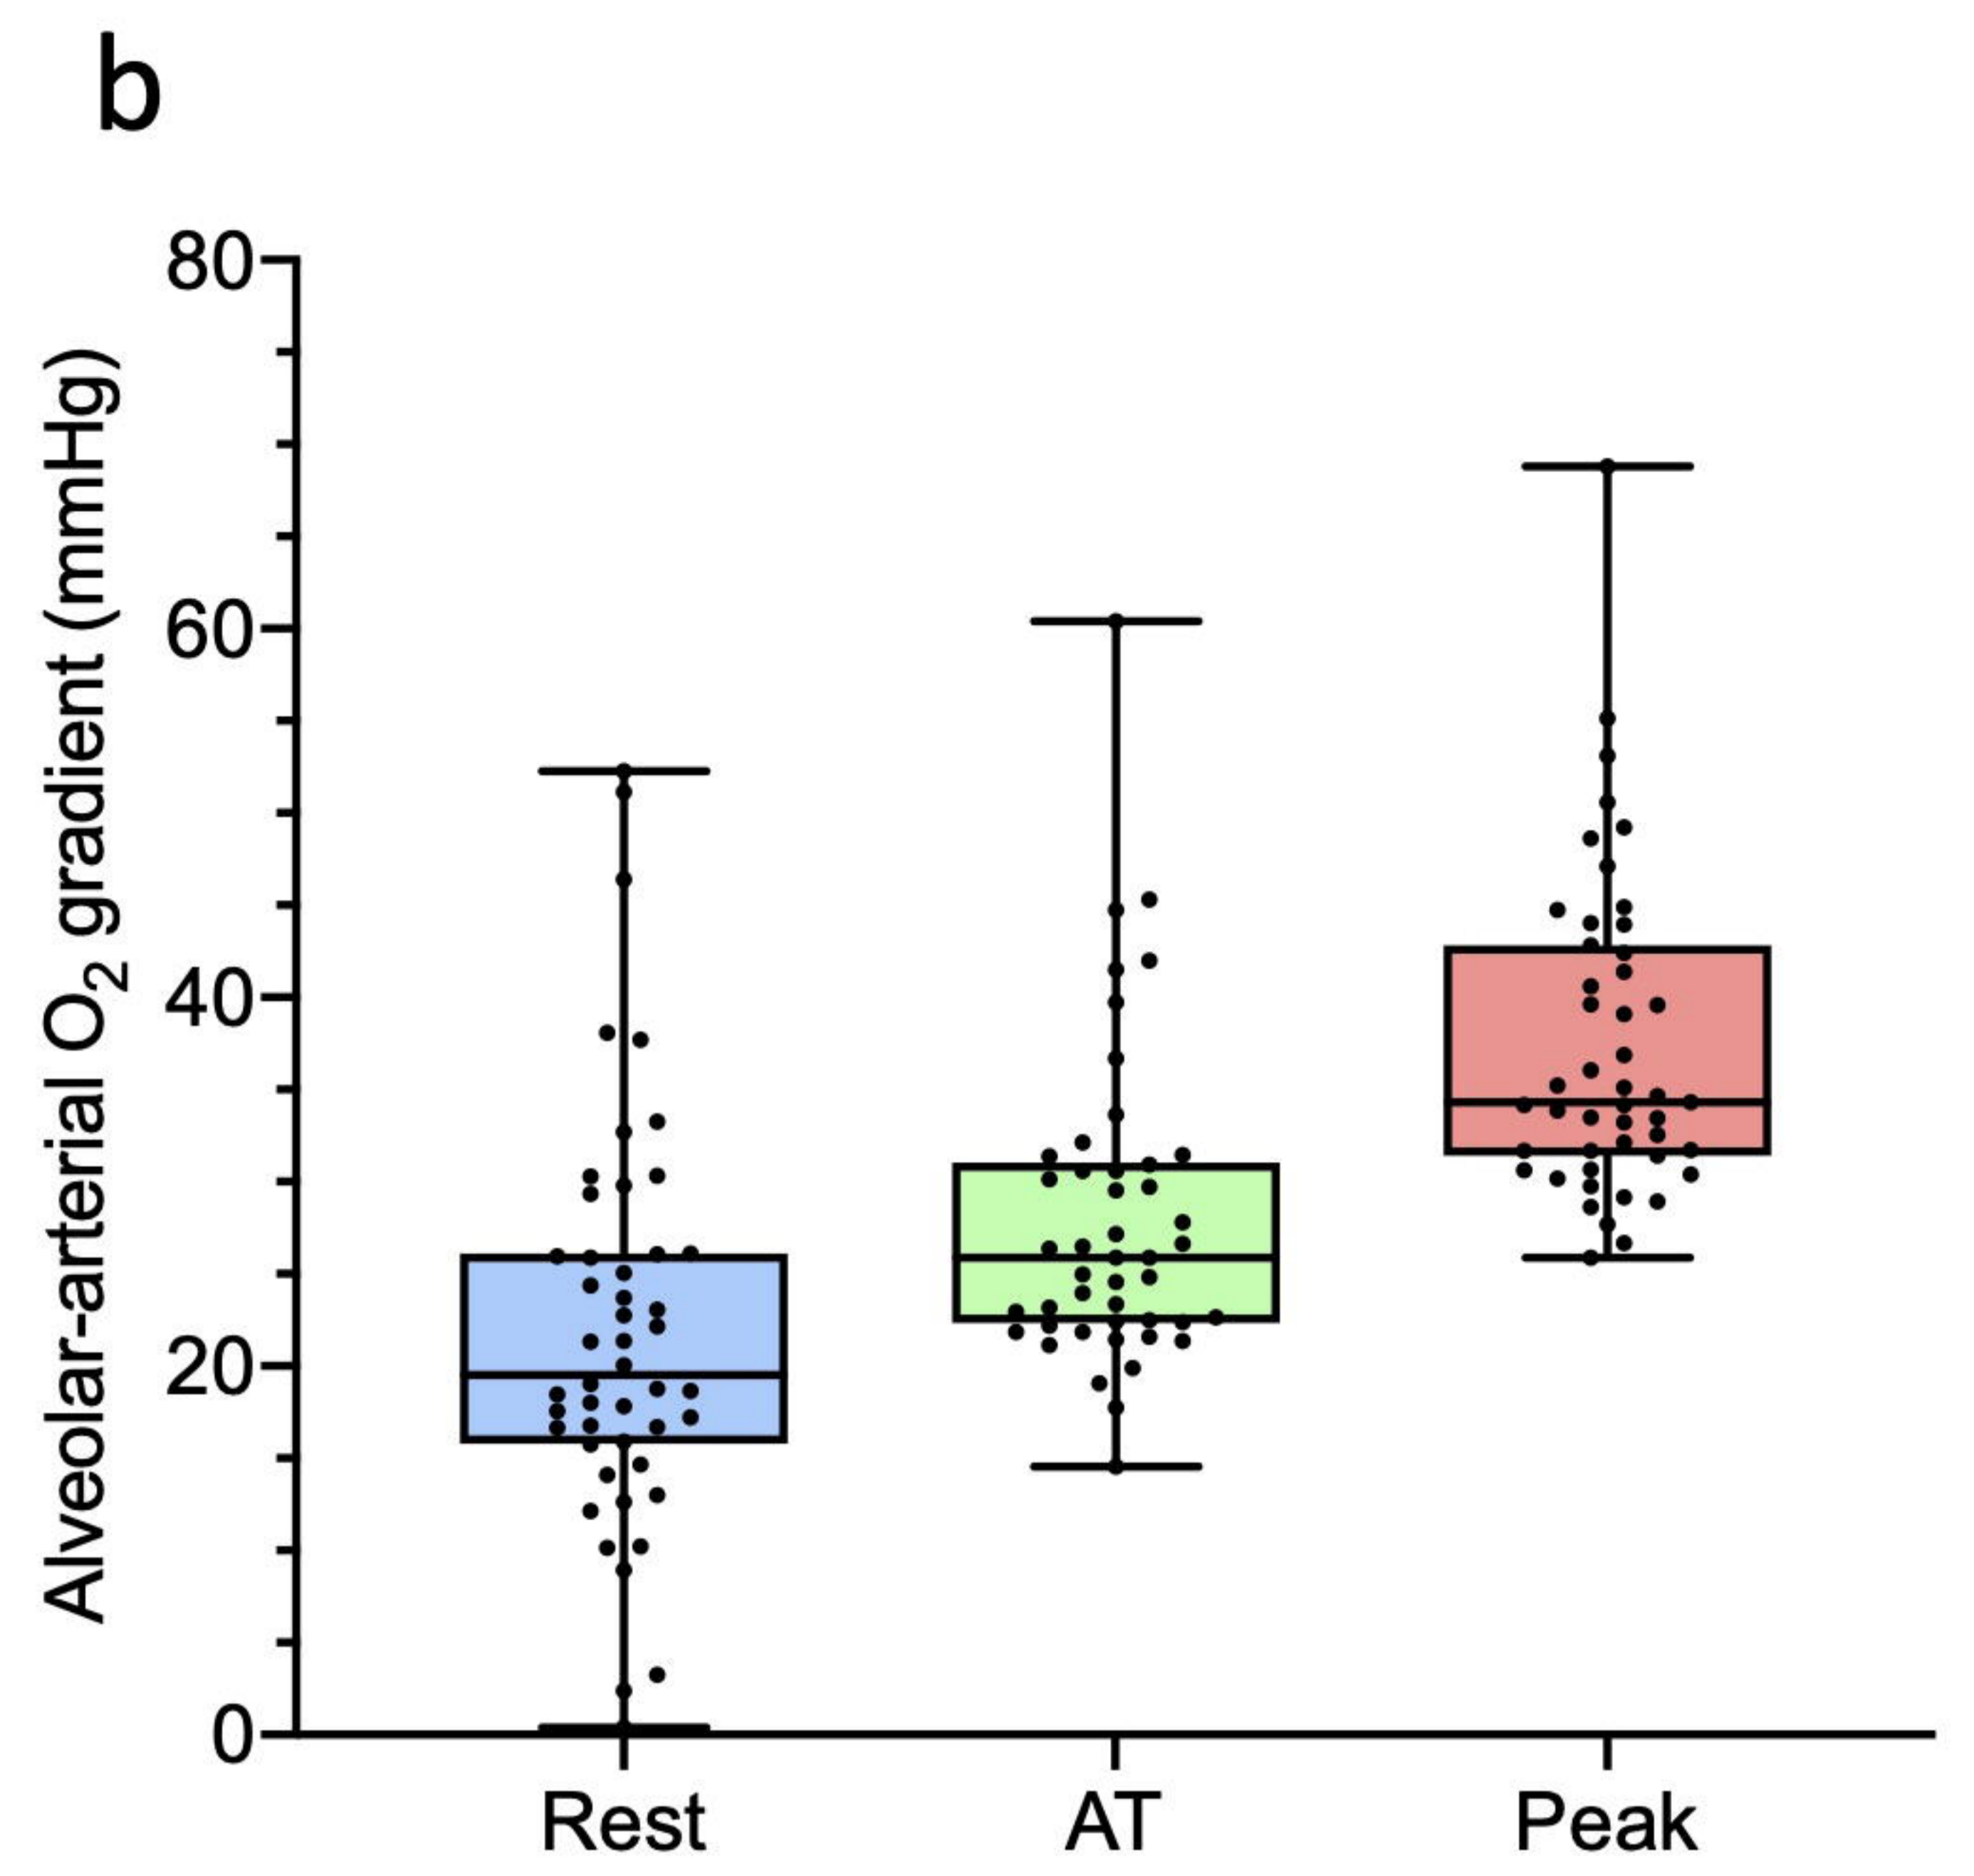 b
Alveolar-arterial O₂ gradient (mmHg)
80
60
40
20
0
Rest AT Peak